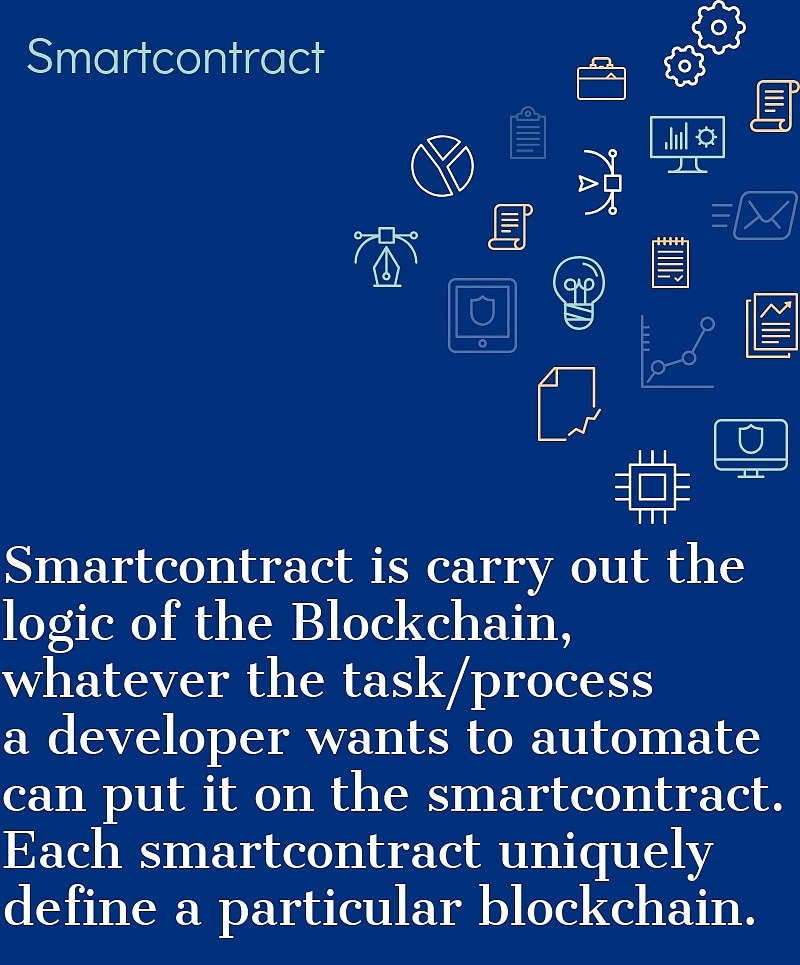 Smartcontract
Smartcontract is carry out the
logic of the Blockchain,
whatever the task/process
a developer wants to automate
can put it on the smartcontract.
Each smartcontract uniquely
define a particular blockchain.